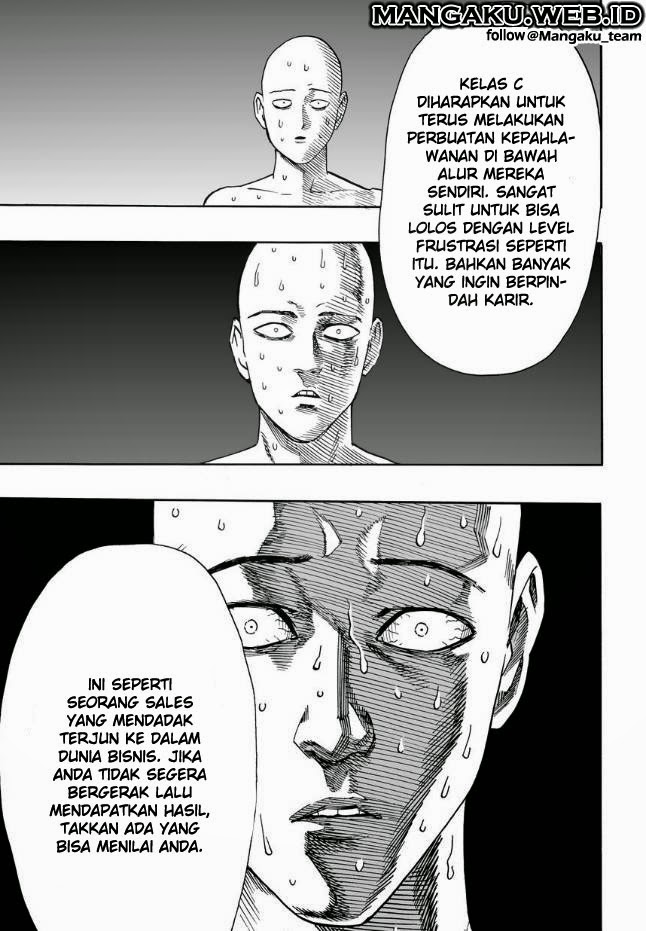 MANGAKU.WEB.ID
follow @Mangaku_team
KELAS C
DIHARAPKAN UNTUK
TERUS MELAKUKAN
PERBUATAN KEPAHLA-
WANAN DI BAWAH
ALUR MEREKA
SENDIRI. SANGAT
SULIT UNTUK BISA
LOLOS DENGAN LEVEL
FRUSTRASI SEPERTI
ITU. BAHKAN BANYAK
YANG INGIN BERPIN-
DAH KARIR.
INI SEPERTI
SEORANG SALES
YANG MENDADAK
TERJUN KE DALAM
DUNIA BISNIS. JIKA
ANDA TIDAK SEGERA
BERGERAK LALU
MENDAPATKAN HASIL,
TAKKAN ADA YANG
BISA MENILAI ANDA.